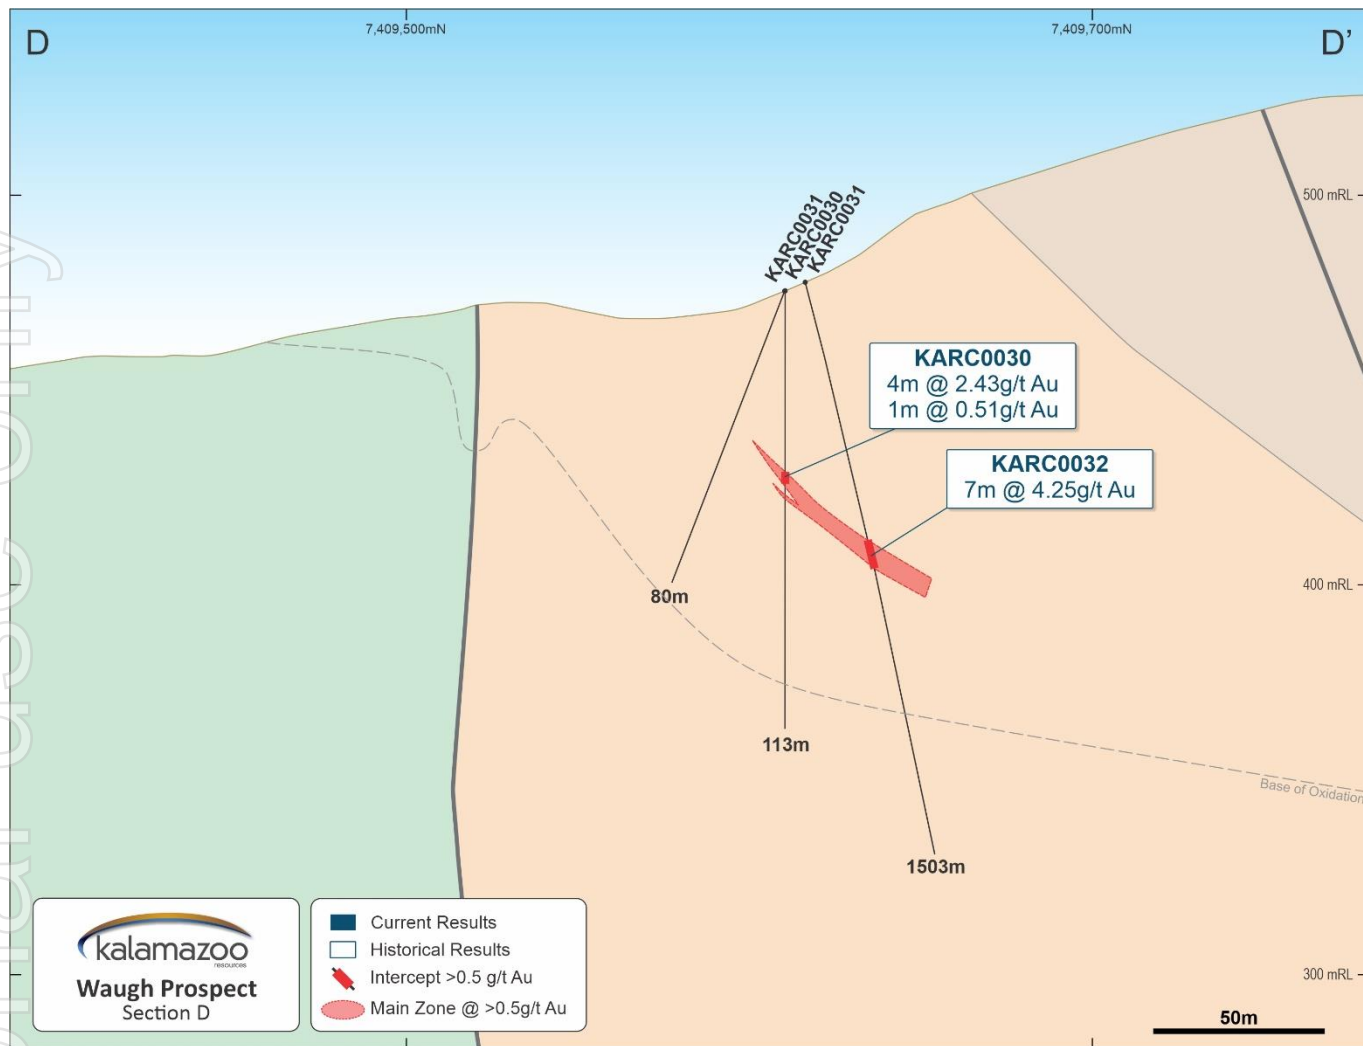 D
7,409,500mN
7,409,700mN
D'
500 mRL
KARC0031
KARC0030
KARC0031
KARC0030
4m @ 2.43g/t Au
1m @ 0.51g/t Au
KARC0032
7m @ 4.25g/t Au
400 mRL
80m
113m
Base of Oxidation
1503m
300 mRL
kalamazoo
resources
Waugh Prospect
Section D
Current Results
Historical Results
Intercept >0.5 g/t Au
Main Zone @ >0.5g/t Au
50m